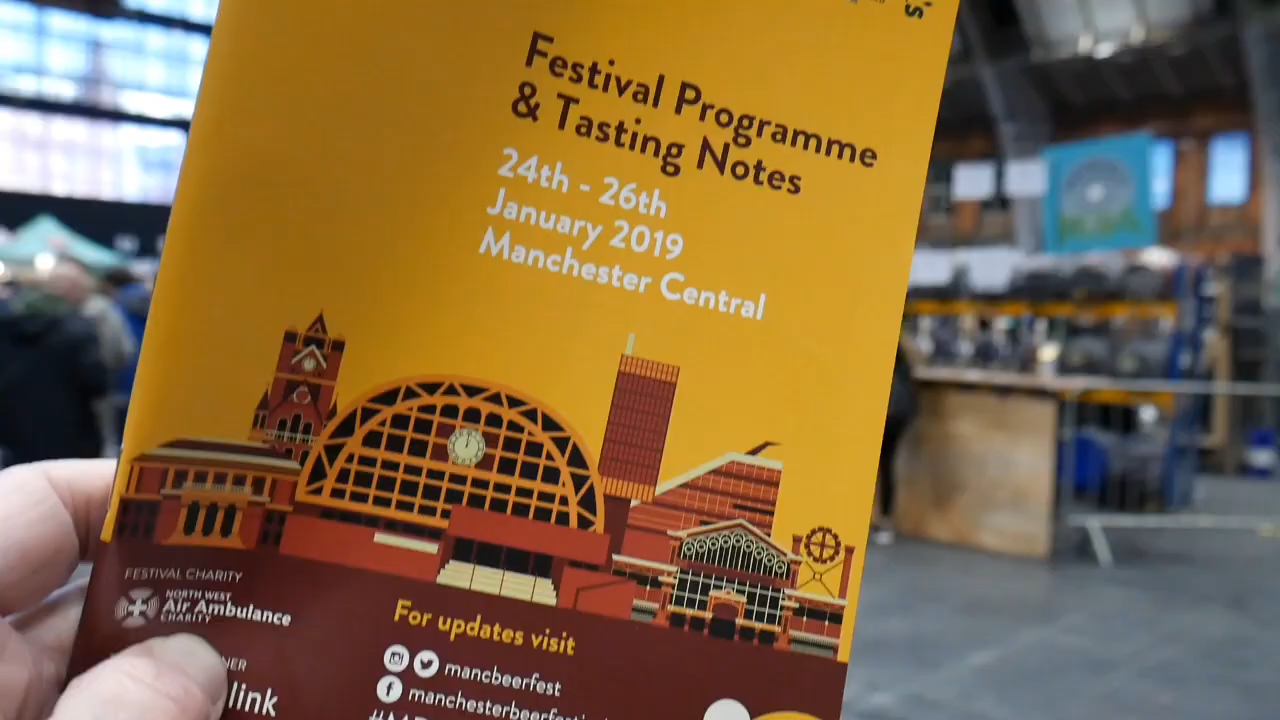 Festival Programme
& Tasting Notes
24th - 26th
January 2019
Manchester Central
FESTIVAL CHARITY
NORTH WEST
Air Ambulance
CHARITY
For updates visit
mancbeerfest
link